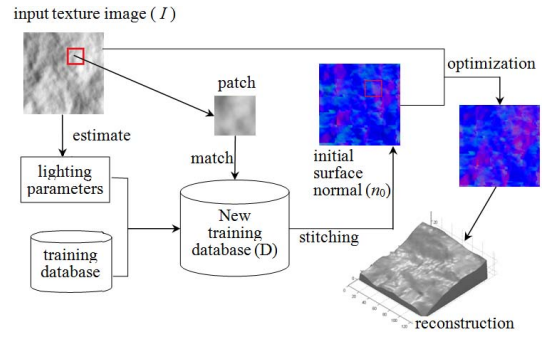 input texture image ( I )
patch
optimization
estimate
match
lighting
parameters
initial
surface
normal (n0)
New
training
database (D)
stitching
training
database
reconstruction